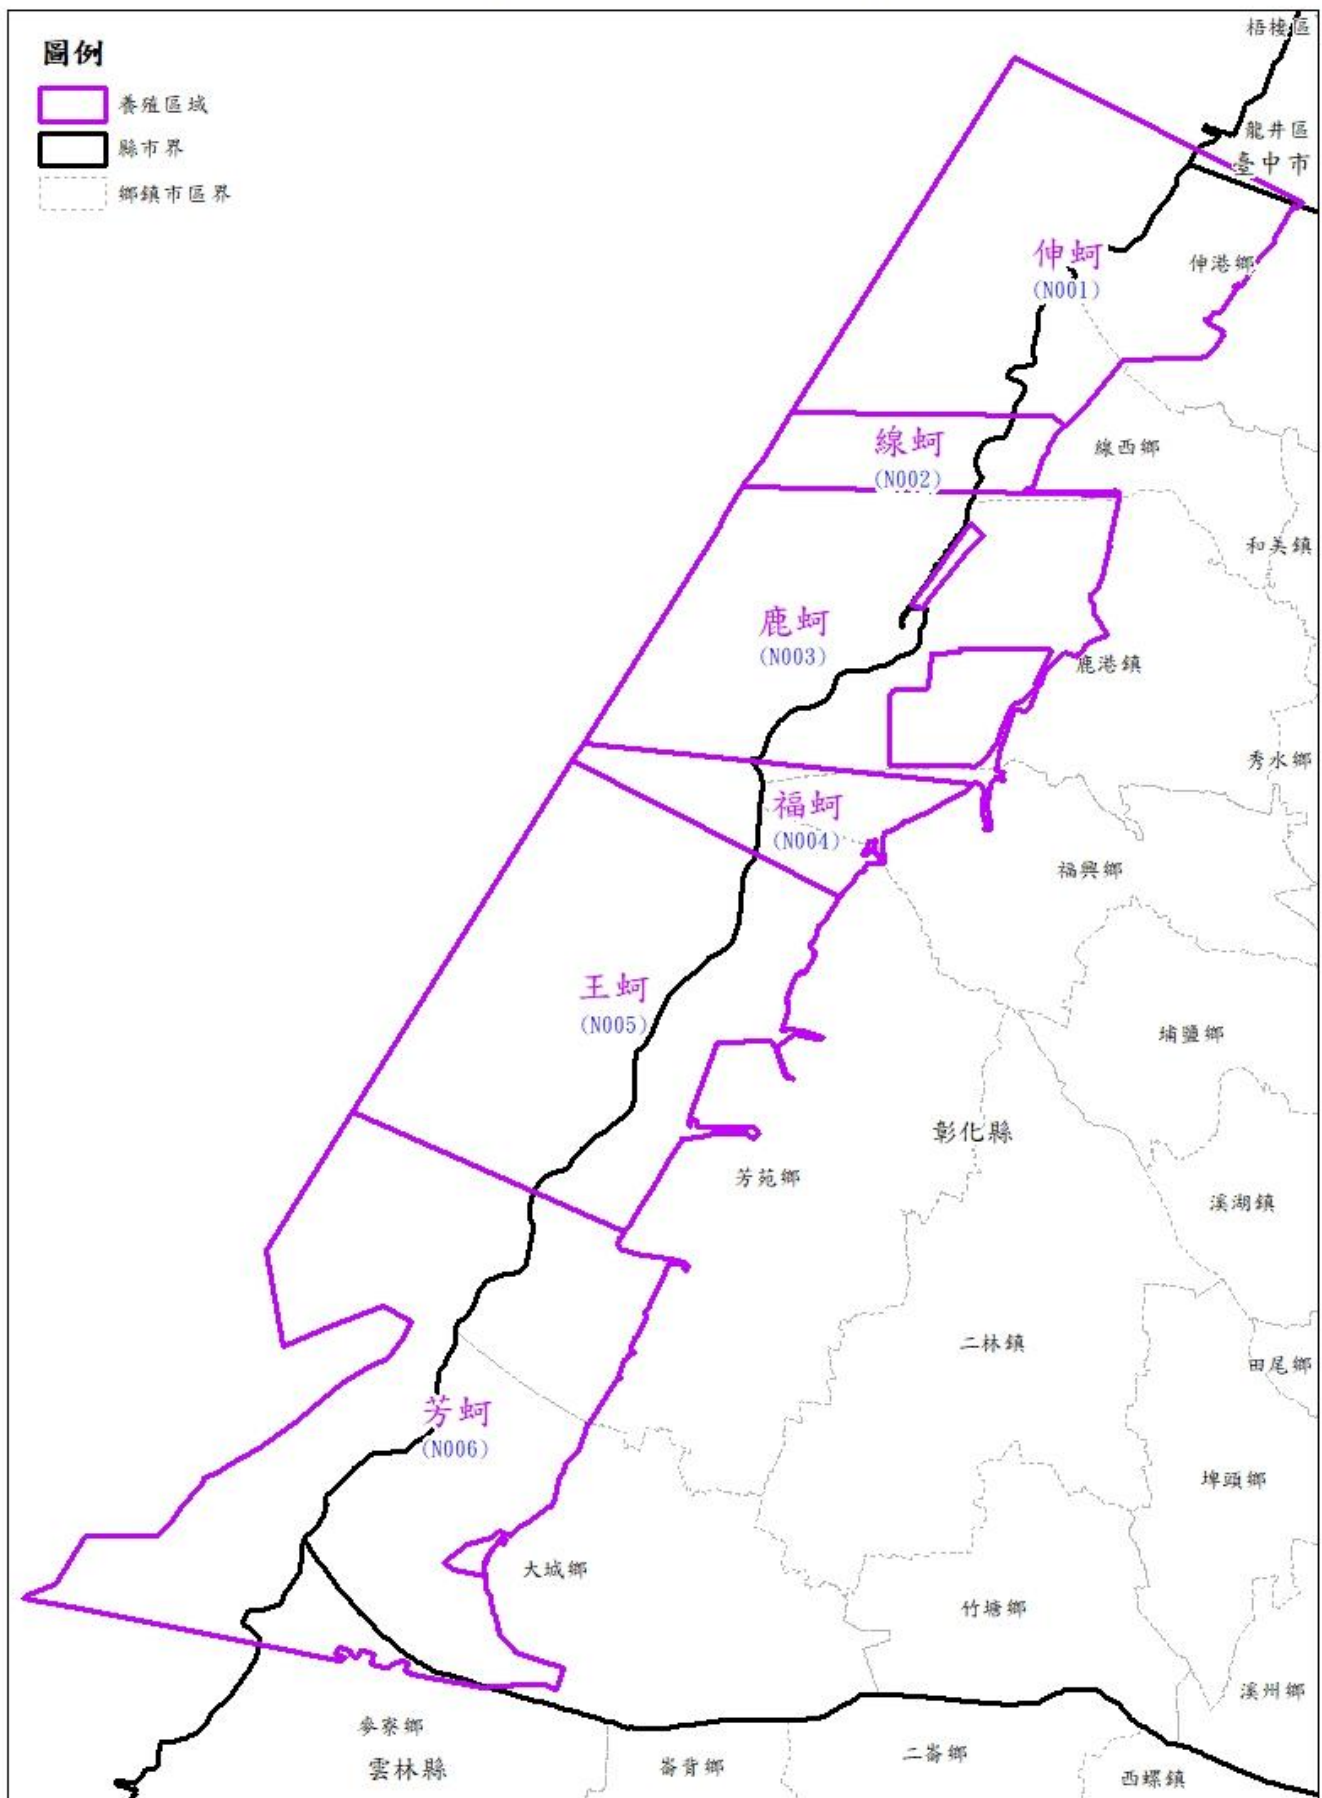 圖例
養殖區域
縣市界
鄉鎮市區界
梧棲區
龍井區
臺中市
伸蚵
(N001)
伸港鄉
線蚵
(N002)
線西鄉
和美鎮
鹿蚵
(N003)
鹿港鎮
秀水鄉
福蚵
(N004)
福興鄉
王蚵
(N005)
埔鹽鄉
彰化縣
芳苑鄉
溪湖鎮
二林鎮
田尾鄉
芳蚵
(N006)
埤頭鄉
大城鄉
竹塘鄉
溪州鄉
麥寮鄉
雲林縣
崙背鄉
二崙鄉
西螺鎮